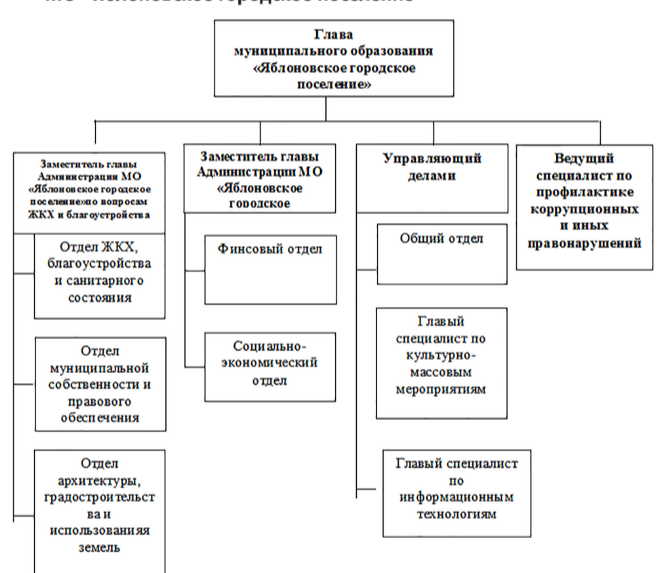 Глава
муниципального образования
«Яблоновское городское
поселение»
Заместитель главы
Администрации МО
«Яблоновское городское
поселение»по вопросам
ЖКХ и благоустройства
Отдел ЖКХ,
благоустройства
и санитарного
состояния
Отдел
муниципальной
собственности и
правового
обеспечения
Отдел
архитектуры,
градостроительст
ва и
использованияя
земель
Заместитель главы
Администрации МО
«Яблоновское
городское
Финсовый отдел
Социально-
экономический
отдел
Управляющий
делами
Общий отдел
Главый
специалист по
культурно-
массовым
мероприятиям
Главый специалист
по
информационным
технологиям
Ведущий
специалист по
профилактике
коррупционных
и иных
правонарушений